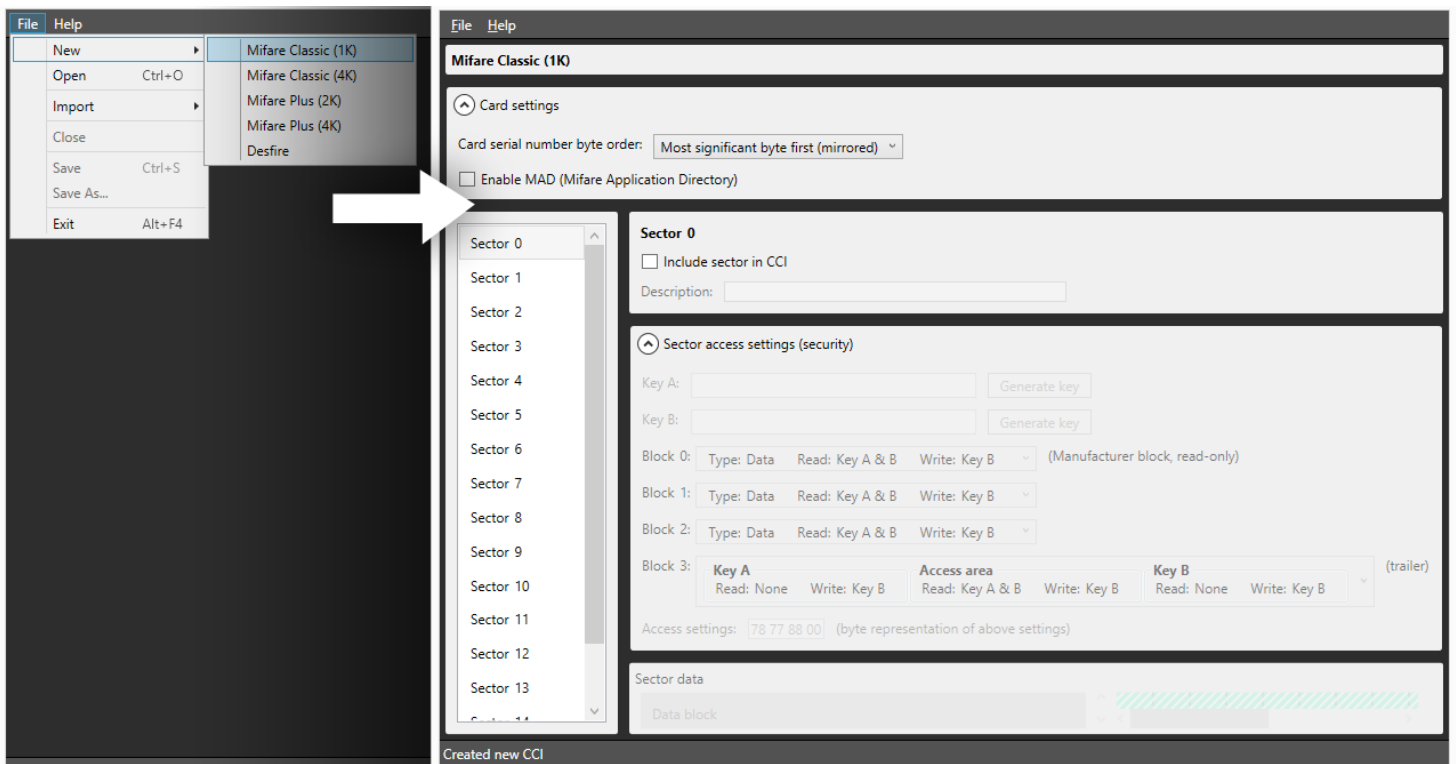 File Help
New
Open Ctrl+O
Import
Close
Save Ctrl+S
Save As...
Exit Alt+F4
Mifare Classic (1K)
Mifare Classic (4K)
Mifare Plus (2K)
Mifare Plus (4K)
Desfire
File Help
Mifare Classic (1K)
Card settings
Card serial number byte order: Most significant byte first (mirrored)
Enable MAD (Mifare Application Directory)
Sector 0
Sector 1
Sector 2
Sector 3
Sector 4
Sector 5
Sector 6
Sector 7
Sector 8
Sector 9
Sector 10
Sector 11
Sector 12
Sector 13
Sector 14
Sector 0
Include sector in CCI
Description:
Sector access settings (security)
Key A: Generate key
Key B: Generate key
Block 0: Type: Data Read: Key A & B Write: Key B (Manufacturer block, read-only)
Block 1: Type: Data Read: Key A & B Write: Key B
Block 2: Type: Data Read: Key A & B Write: Key B
Block 3: Key A Access area Key B (trailer)
Read: None Write: Key B Read: Key A & B Write: Key B Read: None Write: Key B
Access settings: 78 77 88 00 (byte representation of above settings)
Sector data
Data block
Created new CCI